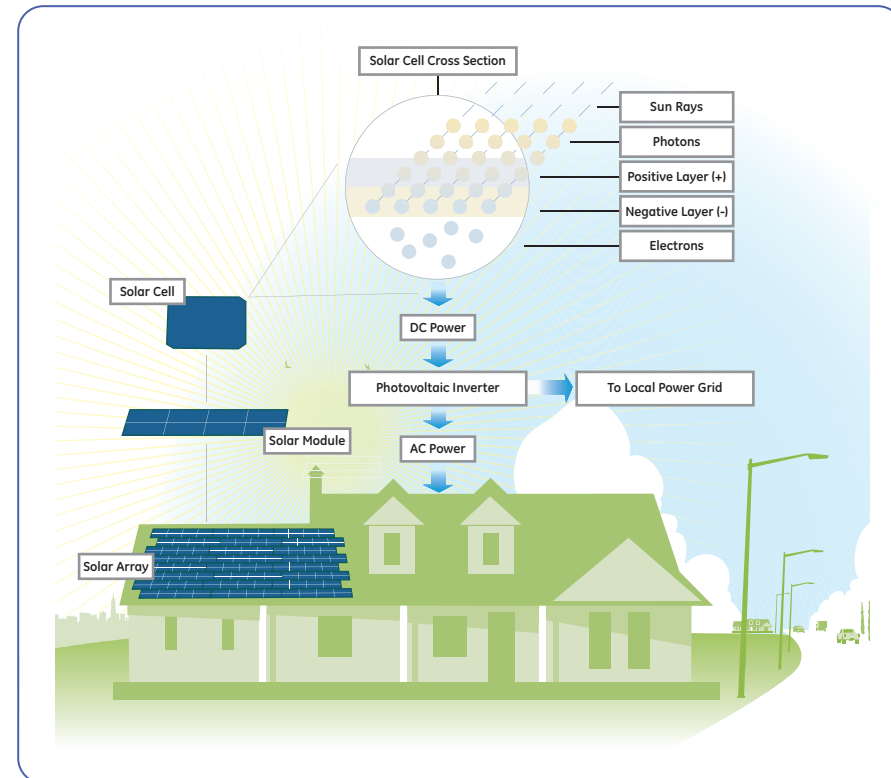 Solar Cell Cross Section
Sun Rays
Photons
Positive Layer (+)
Negative Layer (-)
Electrons
Solar Cell
DC Power
Photovoltaic Inverter
To Local Power Grid
Solar Module
AC Power
Solar Array